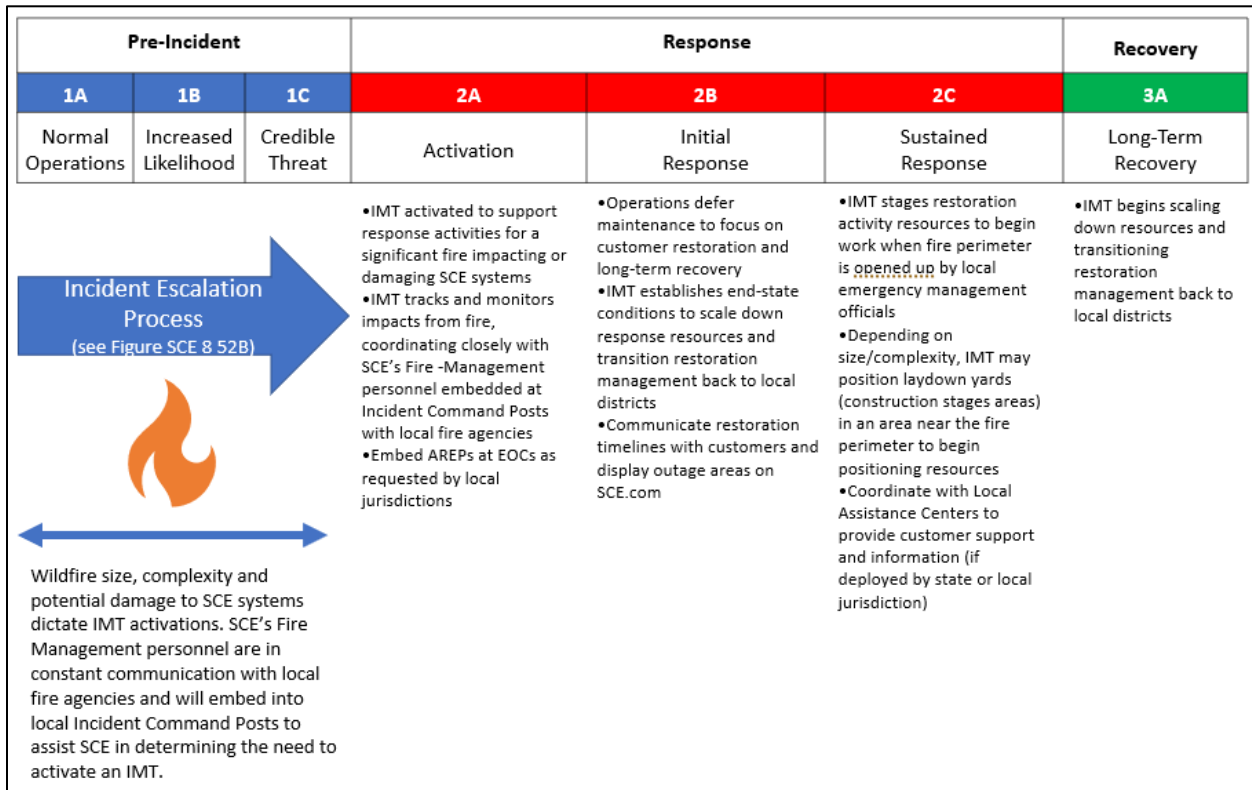 Pre-Incident
Response
Recovery
1A
1B
1C
2A
2B
2C
3A
Normal
Operations
Increased
Likelihood
Credible
Threat
Activation
Initial
Response
Sustained
Response
Long-Term
Recovery
Incident Escalation
Process
(see Figure SCE 8 52B)
Wildfire size, complexity and
potential damage to SCE systems
dictate IMT activations. SCE's Fire
Management personnel are in
constant communication with local
fire agencies and will embed into
local Incident Command Posts to
assist SCE in determining the need to
activate an IMT.
•IMT activated to support
response activities for a
significant fire impacting or
damaging SCE systems
•IMT tracks and monitors
impacts from fire,
coordinating closely with
SCE's Fire -Management
personnel embedded at
Incident Command Posts
with local fire agencies
•Embed AREPs at EOCs as
requested by local
jurisdictions
•Operations defer
maintenance to focus on
customer restoration and
long-term recovery
•IMT establishes end-state
conditions to scale down
response resources and
transition restoration
management back to local
districts
•Communicate restoration
timelines with customers and
display outage areas on
SCE.com
•IMT stages restoration
activity resources to begin
work when fire perimeter
is opened up by local
emergency management
officials
•Depending on
size/complexity, IMT may
position laydown yards
(construction stages areas)
in an area near the fire
perimeter to begin
positioning resources
•Coordinate with Local
Assistance Centers to
provide customer support
and information (if
deployed by state or local
jurisdiction)
•IMT begins scaling
down resources and
transitioning
restoration
management back to
local districts